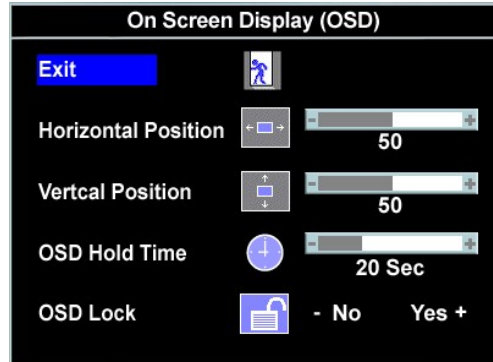 On Screen Display (OSD)
Exit
Horizontal Position - +
50
Vertcal Position - +
50
OSD Hold Time - +
20 Sec
OSD Lock - No Yes +